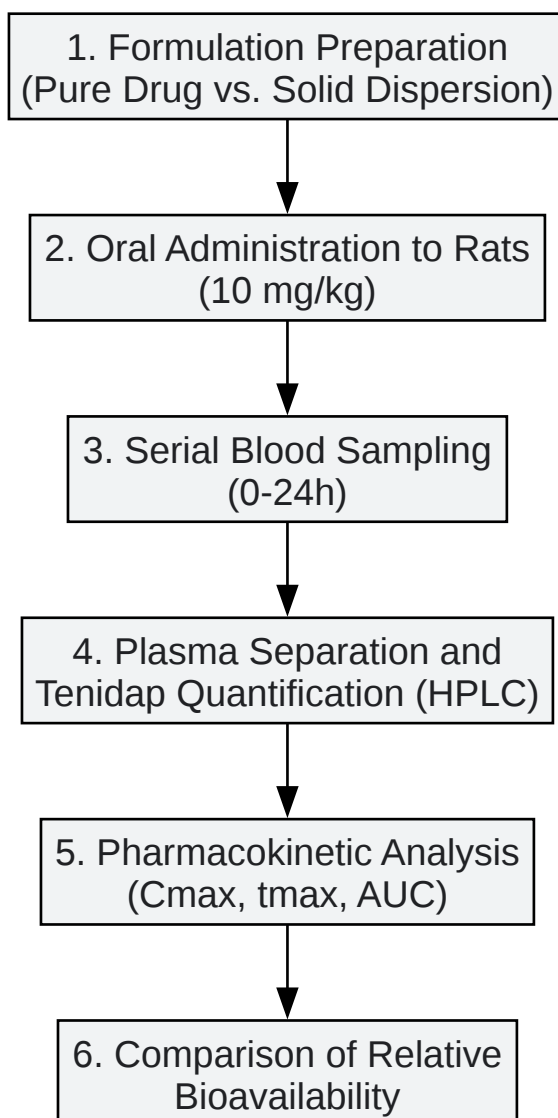 1. Formulation Preparation
(Pure Drug vs. Solid Dispersion)
2. Oral Administration to Rats
(10 mg/kg)
3. Serial Blood Sampling
(0-24h)
4. Plasma Separation and
Tenidap Quantification (HPLC)
5. Pharmacokinetic Analysis
(Cmax, tmax, AUC)
6. Comparison of Relative
Bioavailability